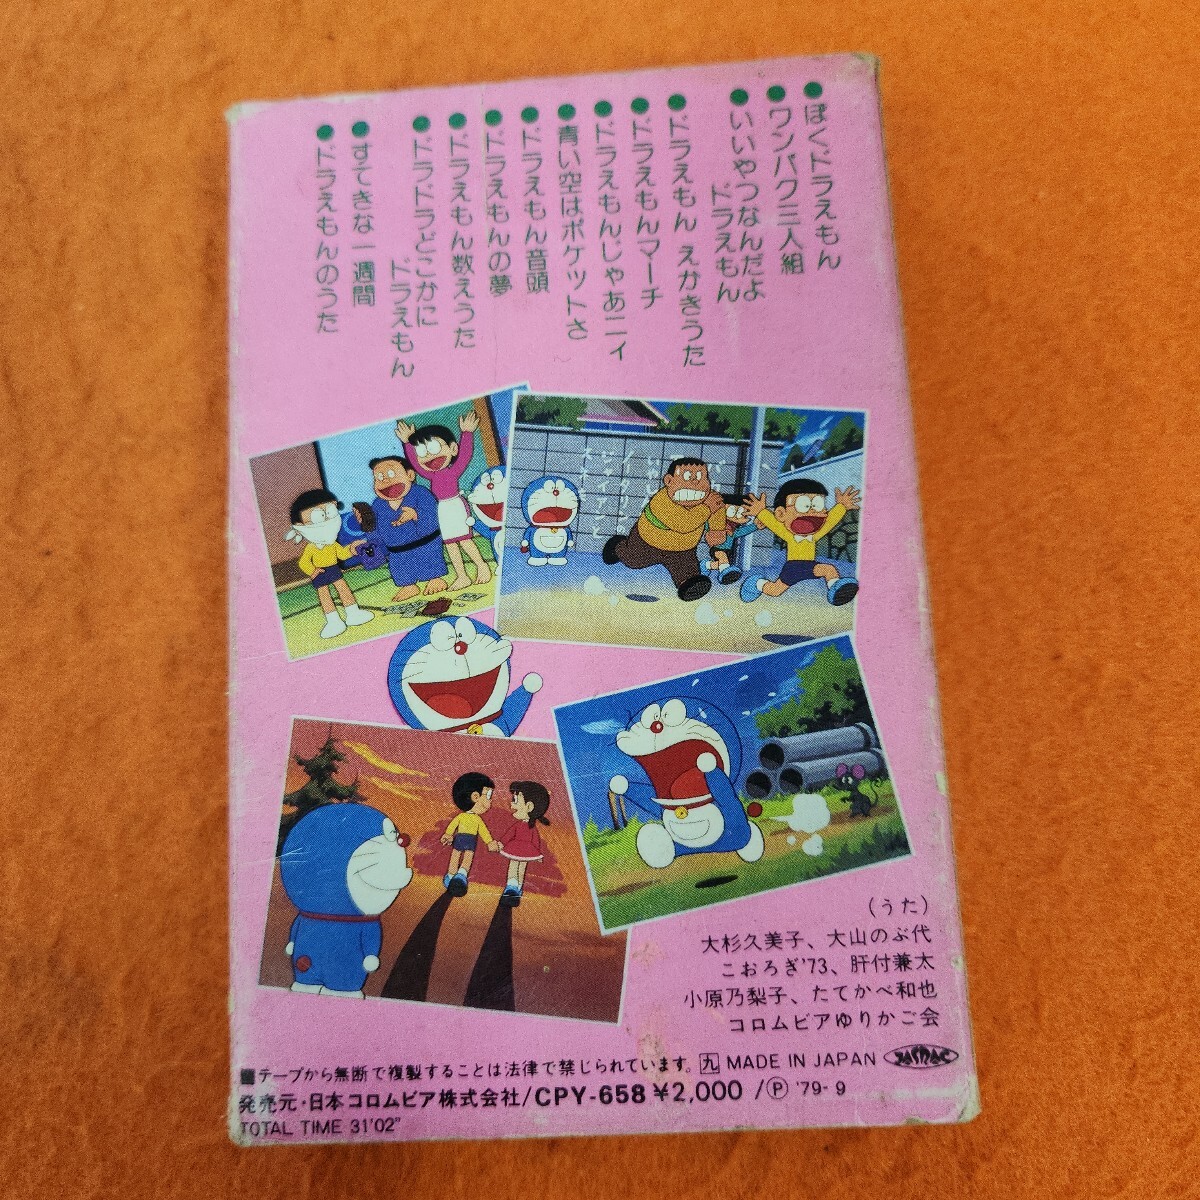 ●ぼくドラえもん
●ワンパク三人組
●いいやつなんだよ
ドラえもん
●ドラえもん えかきうた
●ドラえもんマーチ
●ドラえもんじゃあニィ
●青い空はポケットさ
●ドラえもん音頭
●ドラえもんの夢
●ドラえもん数えうた
●ドラドラどこかに
ドラえもん
●すてきな一週間
●ドラえもんのうた
(うた)
大杉久美子、大山のぶ代
こおろぎ'73、肝付兼太
小原乃梨子、たてかべ和也
コロムビアゆりかご会
■テープから無断で複製することは法律で禁じられています。九 MADE IN JAPAN JASRAC
発売元・日本コロムビア株式会社/CPY-658 ¥2,000 /Ⓟ '79-9
TOTAL TIME 31'02"